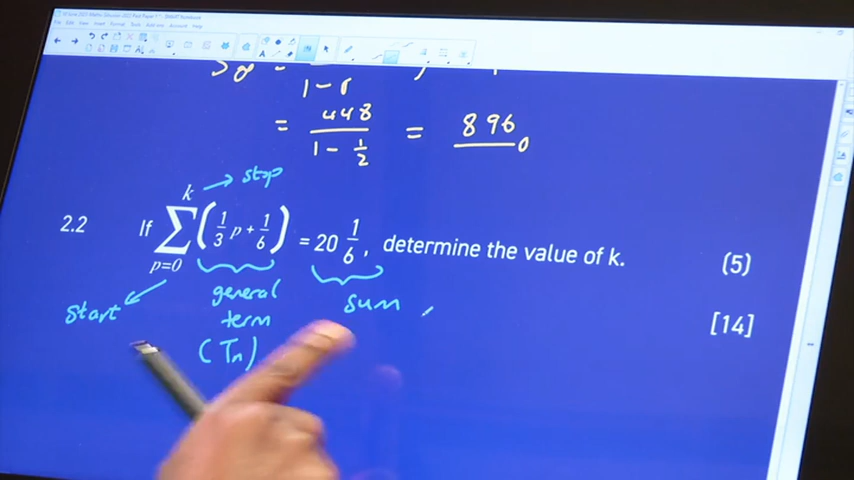 S∞ = 
1 - r
= 448 / 1 - 1/2 = 896
k → stop
2.2 If ∑ (1/3 p + 1/6) = 20 1/6, determine the value of k. (5)
p=0
start general sum
term [14]
(Tn)